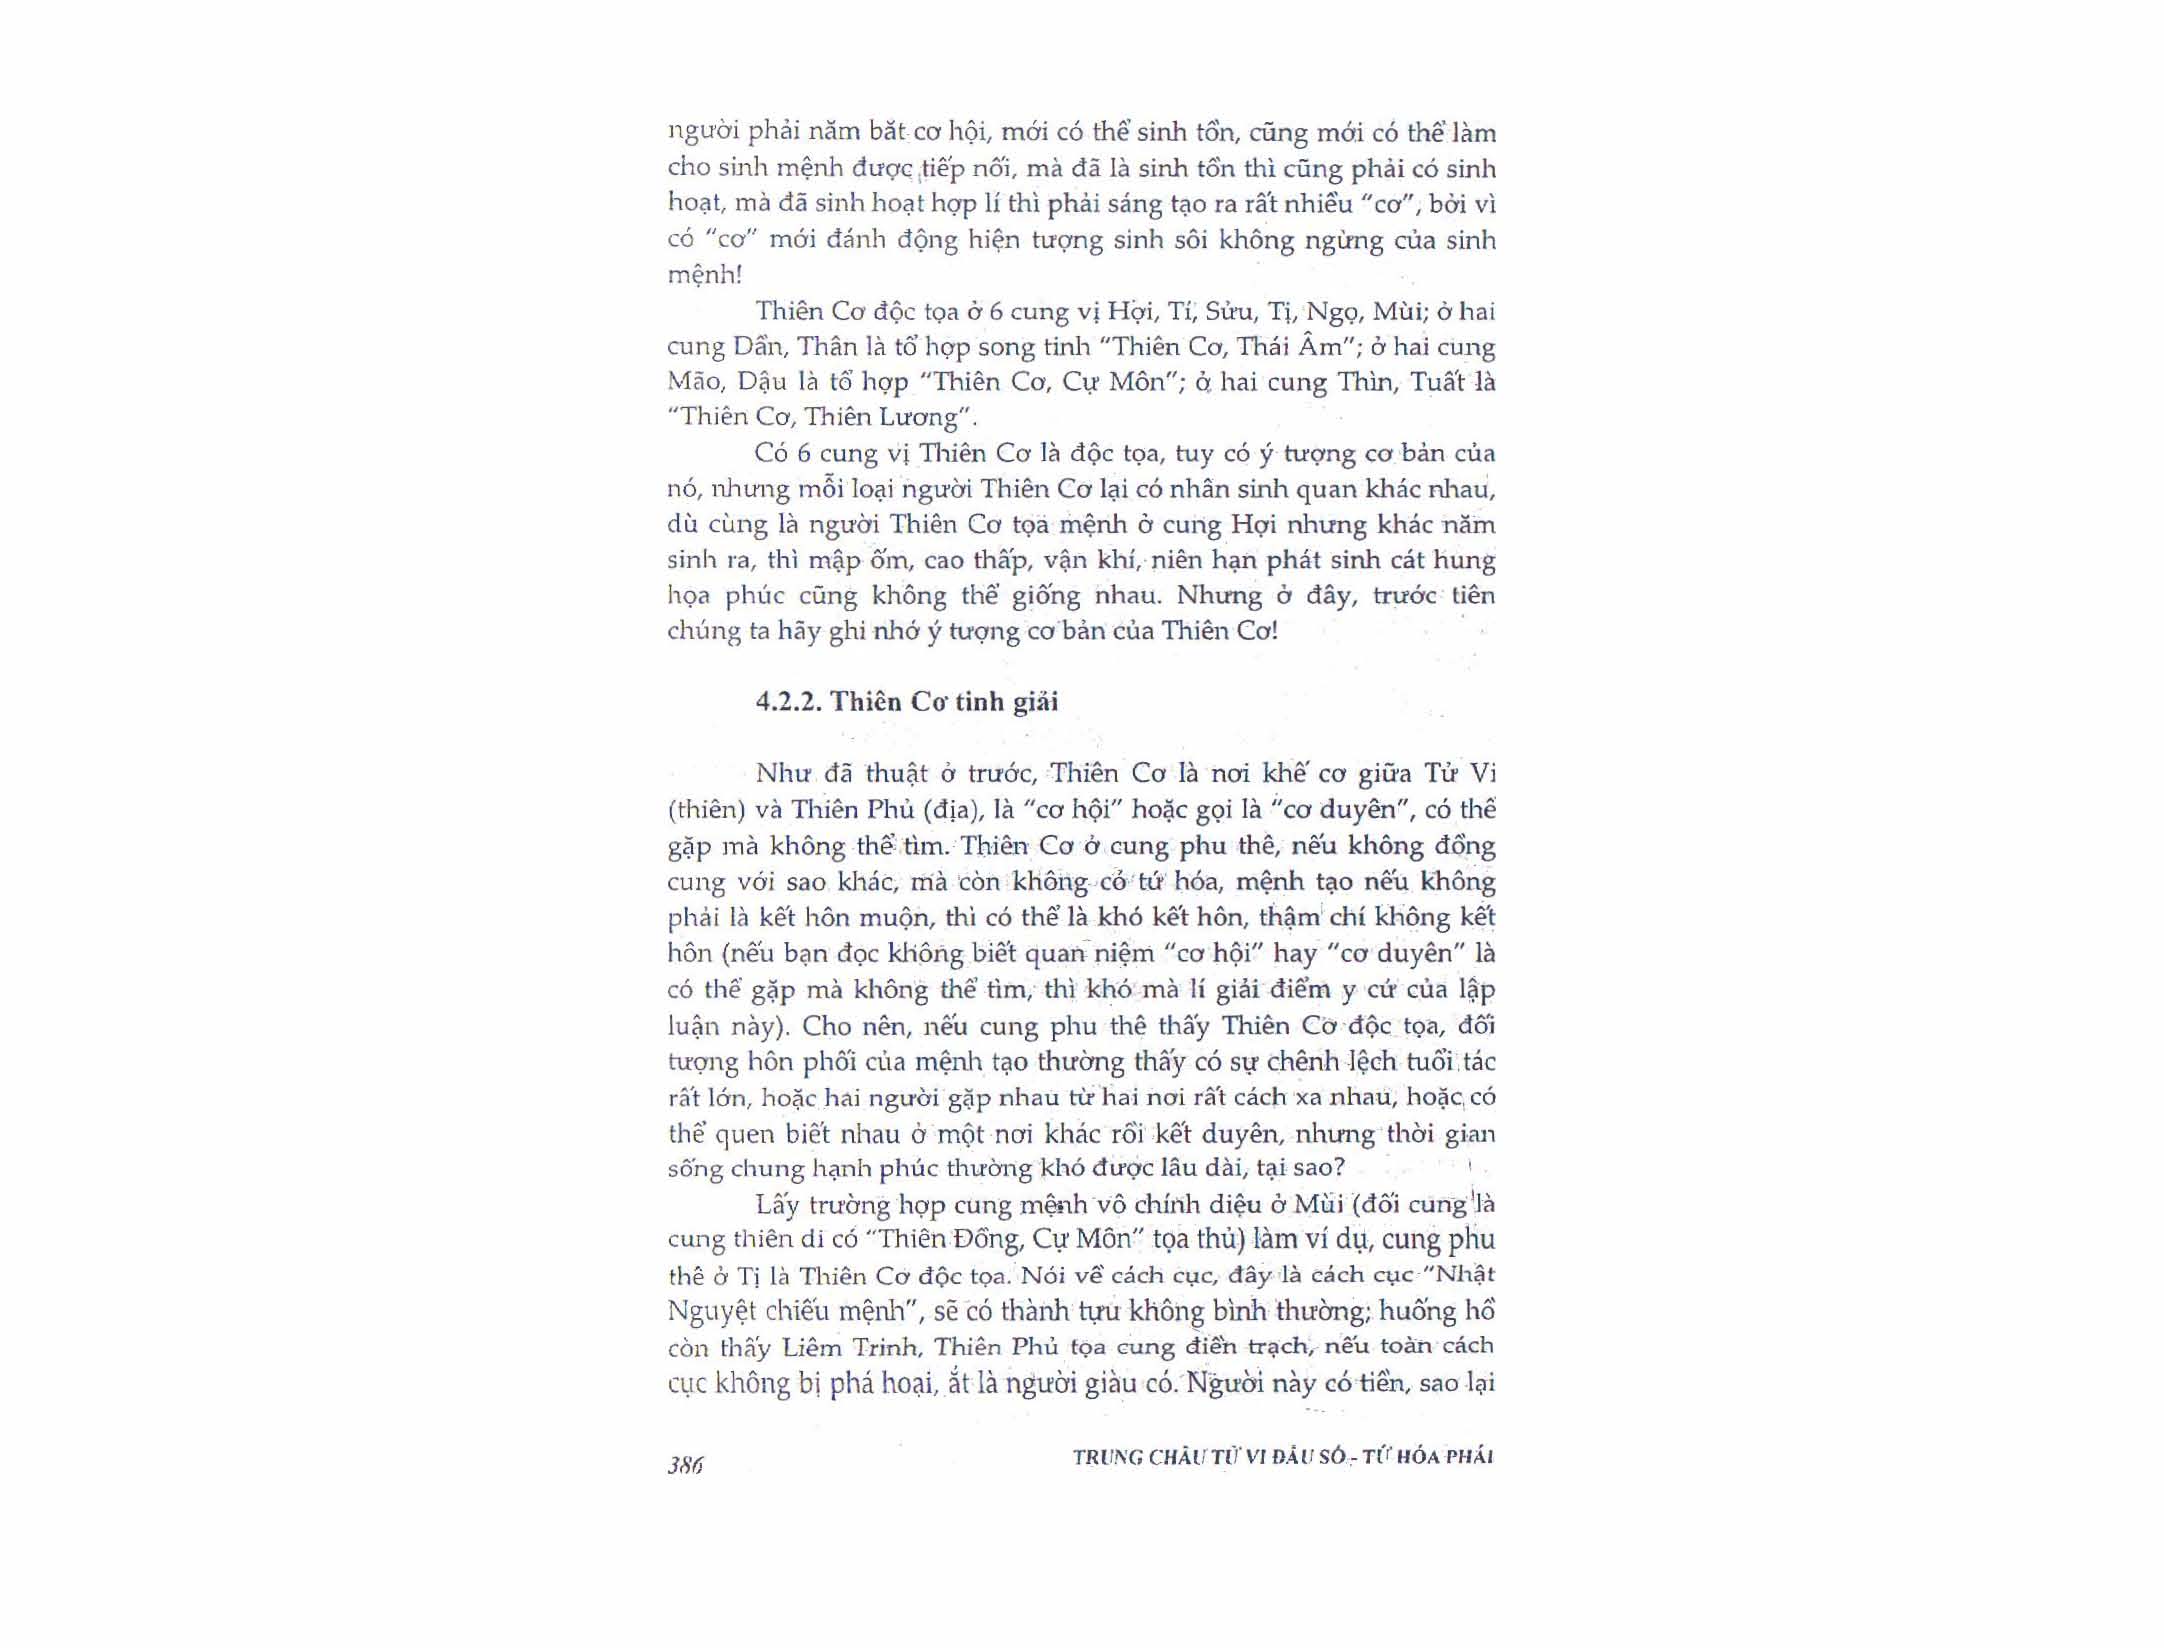 người phải nắm bắt cơ hội, mới có thể sinh tồn, cũng mới có thể làm
cho sinh mệnh được tiếp nối, mà đã là sinh tồn thì cũng phải có sinh
hoạt, mà đã sinh hoạt hợp lí thì phải sáng tạo ra rất nhiều “cơ”, bởi vì
có “cơ” mới đánh động hiện tượng sinh sôi không ngừng của sinh
mệnh!
Thiên Cơ độc tọa ở 6 cung vị Hợi, Tí, Sửu, Tị, Ngọ, Mùi; ở hai
cung Dần, Thân là tổ hợp song tinh “Thiên Cơ, Thái Âm”; ở hai cung
Mão, Dậu là tổ hợp “Thiên Cơ, Cự Môn”; ở hai cung Thìn, Tuất là
“Thiên Cơ, Thiên Lương”.
Có 6 cung vị Thiên Cơ là độc tọa, tuy có ý tượng cơ bản của
nó, nhưng mỗi loại người Thiên Cơ lại có nhân sinh quan khác nhau,
dù cùng là người Thiên Cơ tọa mệnh ở cung Hợi nhưng khác năm
sinh ra, thì mập ốm, cao thấp, vận khí, niên hạn phát sinh cát hung
họa phúc cũng không thể giống nhau. Nhưng ở đây, trước tiên
chúng ta hãy ghi nhớ ý tượng cơ bản của Thiên Cơ!
4.2.2. Thiên Cơ tinh giải
Như đã thuật ở trước, Thiên Cơ là nơi khế cơ giữa Tử Vi
(thiên) và Thiên Phủ (địa), là “cơ hội” hoặc gọi là “cơ duyên”, có thể
gặp mà không thể tìm. Thiên Cơ ở cung phu thê, nếu không đồng
cung với sao khác, mà còn không có tứ hóa, mệnh tạo nếu không
phải là kết hôn muộn, thì có thể là khó kết hôn, thậm chí không kết
hôn (nếu bạn đọc không biết quan niệm “cơ hội” hay “cơ duyên” là
có thể gặp mà không thể tìm, thì khó mà lí giải điểm y cứ của lập
luận này). Cho nên, nếu cung phu thê thấy Thiên Cơ độc tọa, đối
tượng hôn phối của mệnh tạo thường thấy có sự chênh lệch tuổi tác
rất lớn, hoặc hai người gặp nhau từ hai nơi rất cách xa nhau, hoặc có
thể quen biết nhau ở một nơi khác rồi kết duyên, nhưng thời gian
sống chung hạnh phúc thường khó được lâu dài, tại sao?
Lấy trường hợp cung mệnh vô chính diệu ở Mùi (đối cung là
cung thiên di có “Thiên Đồng, Cự Môn” tọa thủ) làm ví dụ, cung phu
thê ở Tị là Thiên Cơ độc tọa. Nói về cách cục, đây là cách cục “Nhật
Nguyệt chiếu mệnh”, sẽ có thành tựu không bình thường; huống hồ
còn thấy Liêm Trinh, Thiên Phủ tọa cung điền trạch, nếu toàn cách
cục không bị phá hoại, ắt là người giàu có. Người này có tiền, sao lại
386
TRUNG CHÂU TỬ VI ĐẨU SỐ - TỨ HÓA PHÁI